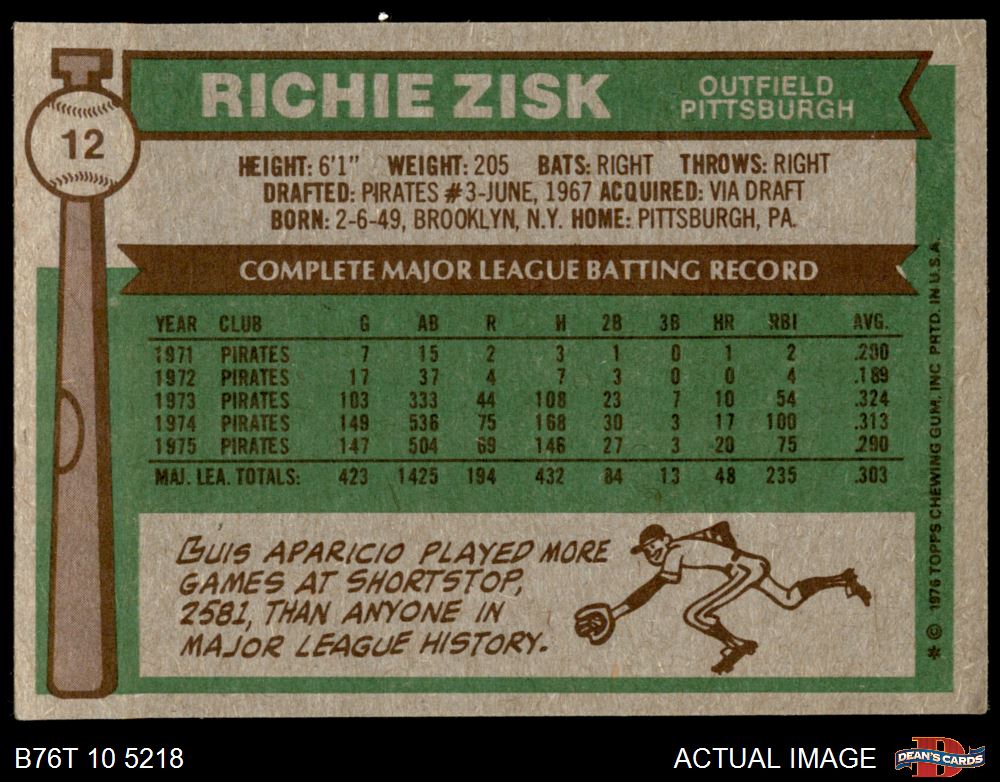 12
RICHIE ZISK
OUTFIELD
PITTSBURGH
HEIGHT: 6'1" WEIGHT: 205 BATS: RIGHT THROWS: RIGHT
DRAFTED: PIRATES #3-JUNE, 1967 ACQUIRED: VIA DRAFT
BORN: 2-6-49, BROOKLYN, N.Y. HOME: PITTSBURGH, PA.
COMPLETE MAJOR LEAGUE BATTING RECORD
YEAR CLUB G AB R H 2B 3B HR RBI AVG.
1971 PIRATES 7 15 2 3 1 0 1 2 .200
1972 PIRATES 17 37 4 7 3 0 0 4 .189
1973 PIRATES 103 333 44 108 23 7 10 54 .324
1974 PIRATES 149 536 75 168 30 3 17 100 .313
1975 PIRATES 147 504 69 146 27 3 20 75 .290
MAJ. LEA. TOTALS: 423 1425 194 432 84 13 48 235 .303
LUIS APARICIO PLAYED MORE
GAMES AT SHORTSTOP,
2581, THAN ANYONE IN
MAJOR LEAGUE HISTORY.
* © 1976 TOPPS CHEWING GUM, INC PRTD. IN U.S.A.
B76T 10 5218
ACTUAL IMAGE
D
DEAN'S CARDS